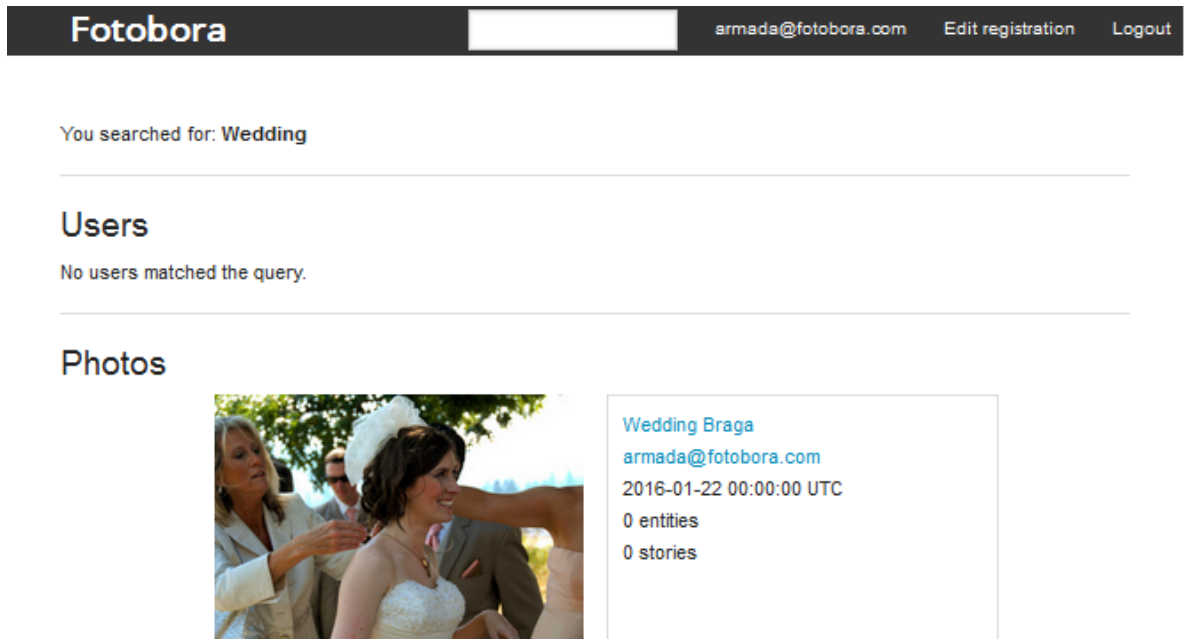 Fotobora armada@fotobora.com Edit registration Logout
You searched for: Wedding
Users
No users matched the query.
Photos
Wedding Braga
armada@fotobora.com
2016-01-22 00:00:00 UTC
0 entities
0 stories